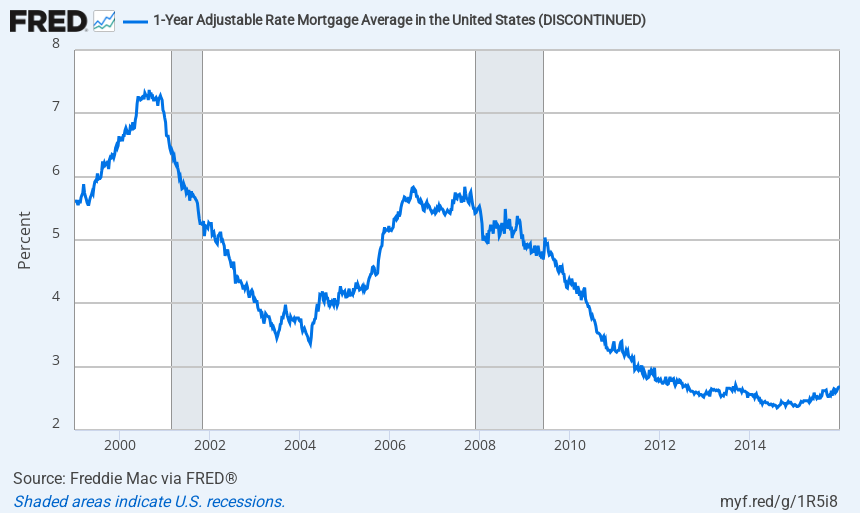 FRED® 1-Year Adjustable Rate Mortgage Average in the United States (DISCONTINUED)
8
7
6
5
4
3
2
Percent
2000 2002 2004 2006 2008 2010 2012 2014
Source: Freddie Mac via FRED®
Shaded areas indicate U.S. recessions.
myf.red/g/1R5i8